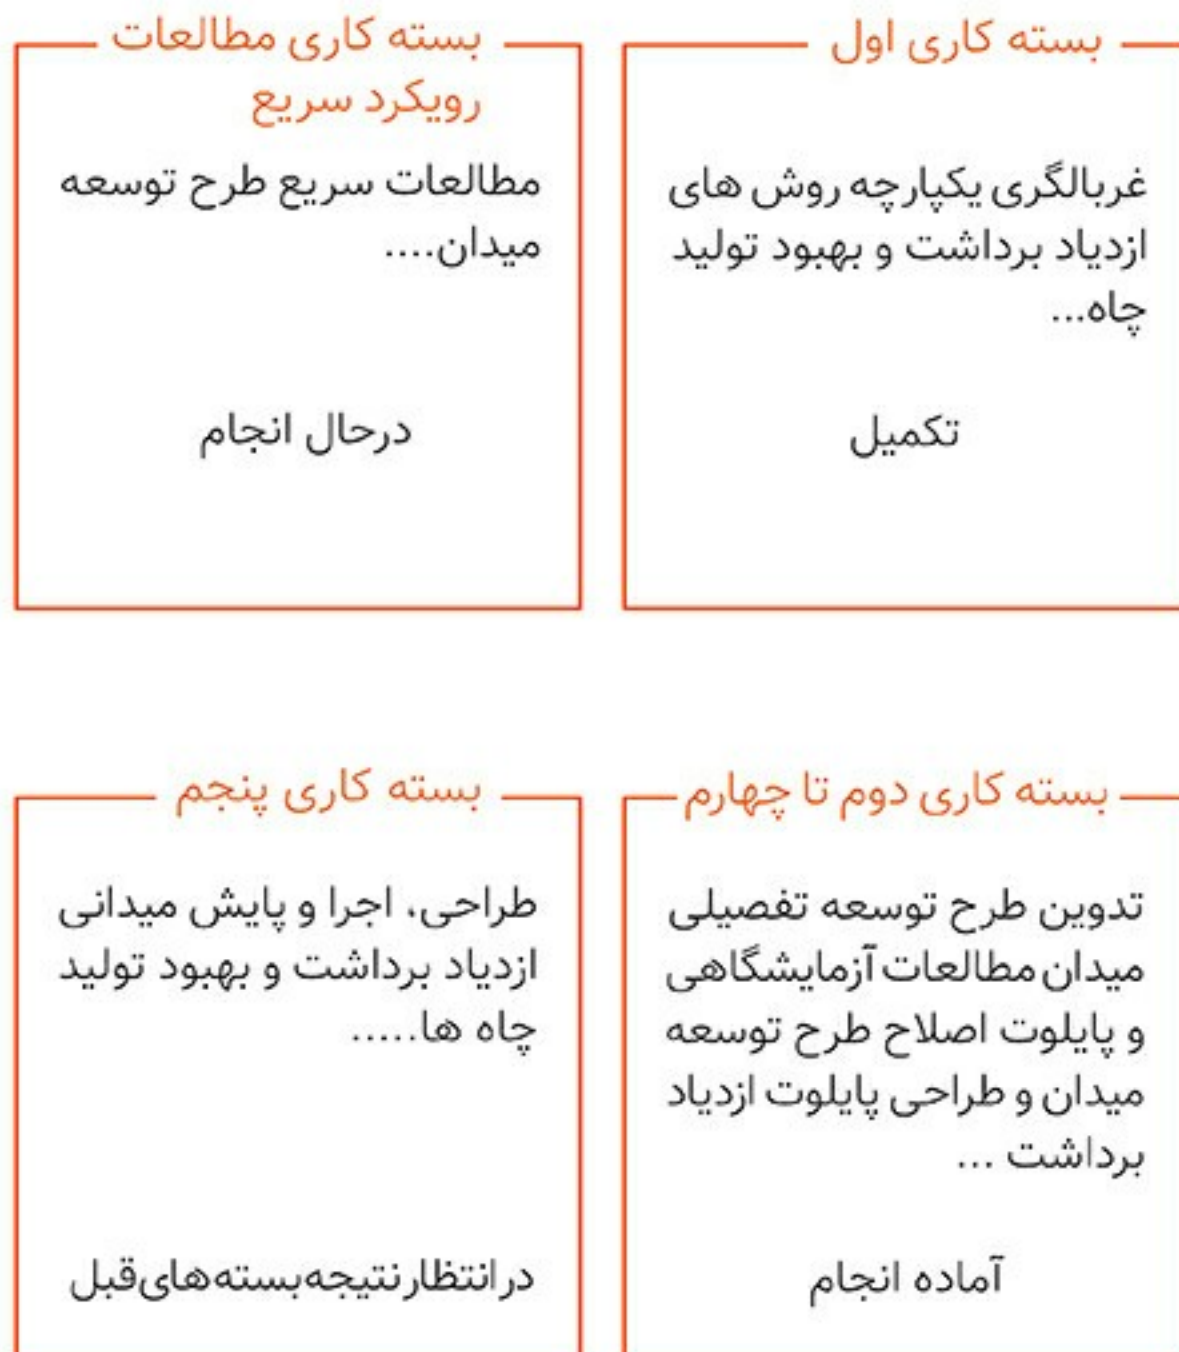 بسته کاری اول
غربالگری یکپارچه روش های
ازدیاد برداشت و بهبود تولید
چاه...
تکمیل
بسته کاری مطالعات
رویکرد سریع
مطالعات سریع طرح توسعه
میدان....
درحال انجام
بسته کاری دوم تا چهارم
تدوین طرح توسعه تفصیلی
میدان مطالعات آزمایشگاهی
و پایلوت اصلاح طرح توسعه
میدان و طراحی پایلوت ازدیاد
برداشت ...
آماده انجام
بسته کاری پنجم
طراحی، اجرا و پایش میدانی
ازدیاد برداشت و بهبود تولید
چاه ها.....
در انتظار نتیجه بسته های قبل